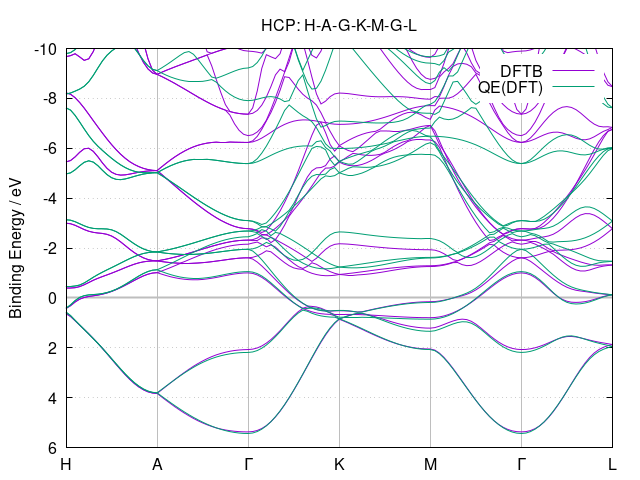 HCP: H-A-G-K-M-G-L
Binding Energy / eV
-10
-8
-6
-4
-2
0
2
4
6
DFTB
QE(DFT)
H A Γ K M Γ L